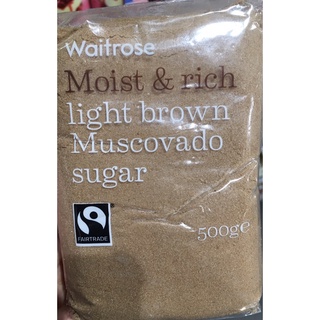 Waitrose
Moist & rich
light brown
Muscovado
sugar
FAIRTRADE
500g℮